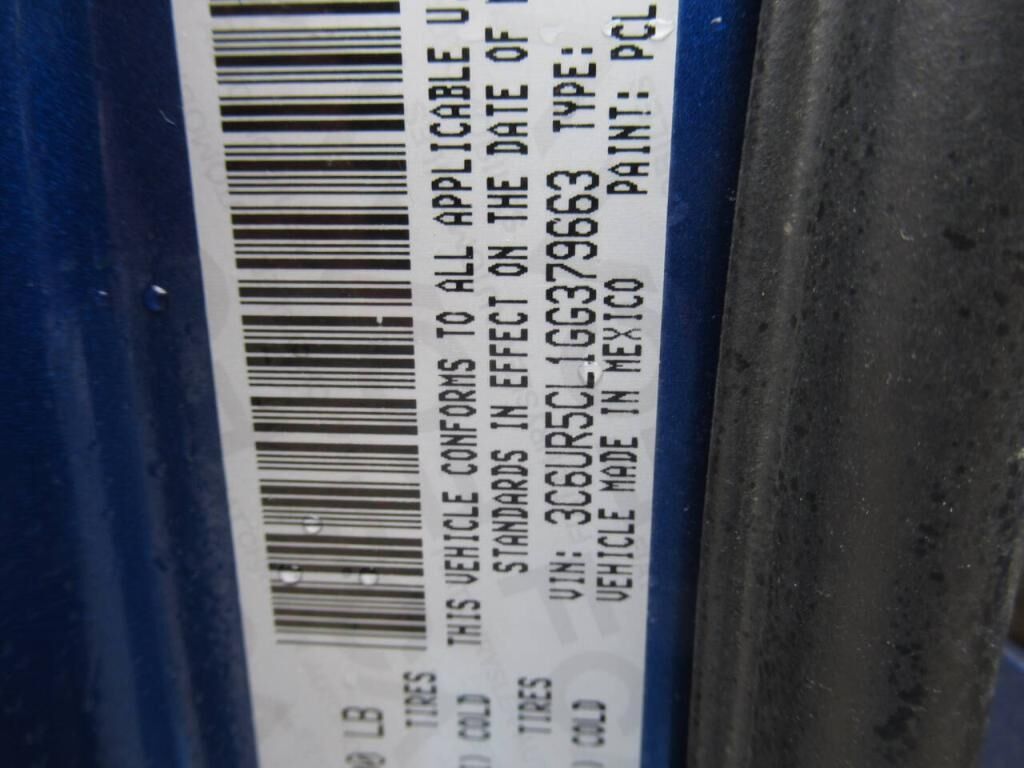 00 LB
TIRES
I) COLD
TIRES
I) COLD
THIS VEHICLE CONFORMS TO ALL APPLICABLE U
STANDARDS IN EFFECT ON THE DATE OF
VIN: 3C6UR5CL1GG379663 TYPE:
VEHICLE MADE IN MEXICO PAINT: PCL